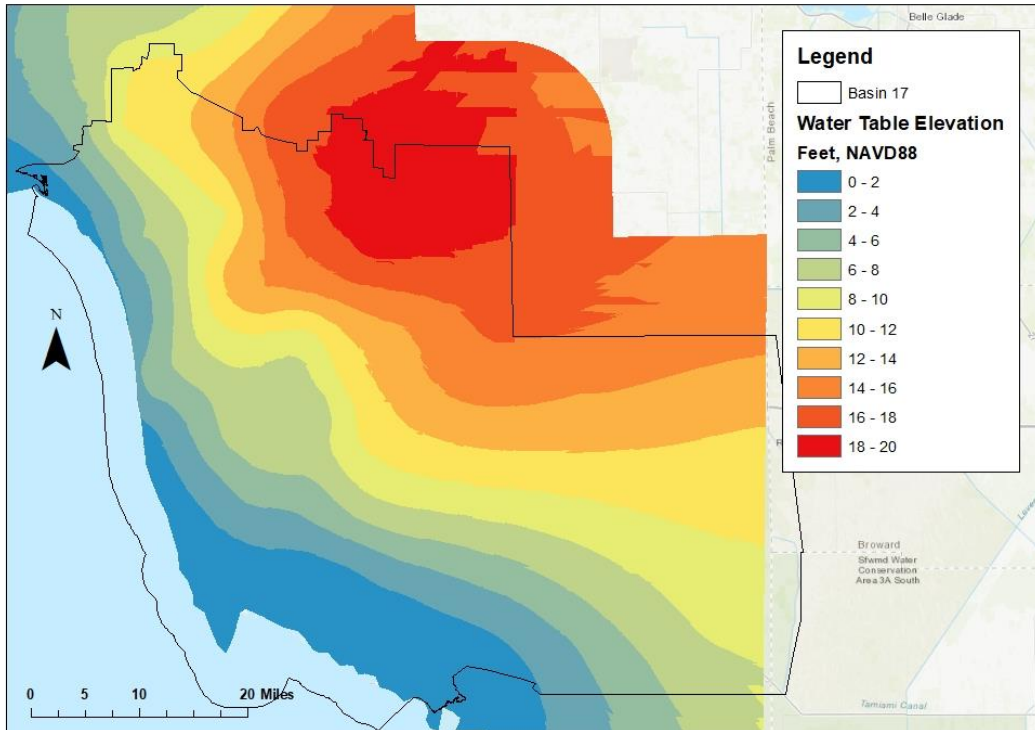 Belle Glade
Palm Beach
Legend
Basin 17
Water Table Elevation
Feet, NAVD88
0 - 2
2 - 4
4 - 6
6 - 8
8 - 10
10 - 12
12 - 14
14 - 16
16 - 18
18 - 20
N
Broward
Sfwmd Water
Conservation
Area 3A South
0 5 10 20 Miles
Tamiami Canal